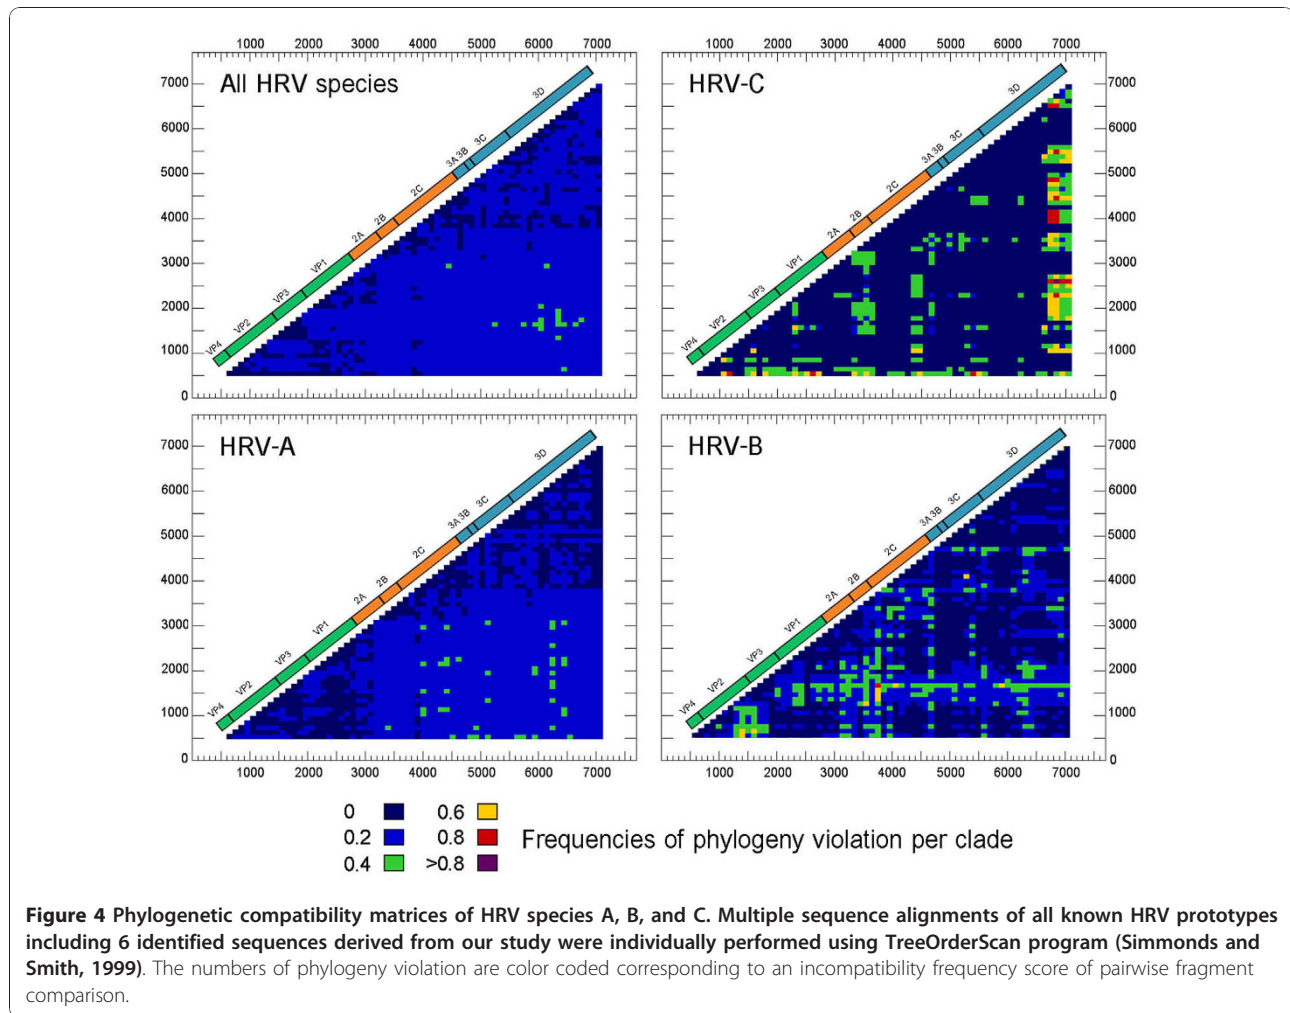 1000 2000 3000 4000 5000 6000 7000
1000 2000 3000 4000 5000 6000 7000
All HRV species
7000
6000
5000
4000
3000
2000
1000
0
VP4 VP2 VP3 VP1 2A 2B 2C 3A 3B 3C 3D
HRV-C
7000
6000
5000
4000
3000
2000
1000
0
VP4 VP2 VP3 VP1 2A 2B 2C 3A 3B 3C 3D
HRV-A
7000
6000
5000
4000
3000
2000
1000
0
VP4 VP2 VP3 VP1 2A 2B 2C 3A 3B 3C 3D
HRV-B
7000
6000
5000
4000
3000
2000
1000
0
VP4 VP2 VP3 VP1 2A 2B 2C 3A 3B 3C 3D
1000 2000 3000 4000 5000 6000 7000
1000 2000 3000 4000 5000 6000 7000
0 0.6
0.2 0.8
0.4 >0.8
Frequencies of phylogeny violation per clade
Figure 4 Phylogenetic compatibility matrices of HRV species A, B, and C. Multiple sequence alignments of all known HRV prototypes
including 6 identified sequences derived from our study were individually performed using TreeOrderScan program (Simmonds and
Smith, 1999). The numbers of phylogeny violation are color coded corresponding to an incompatibility frequency score of pairwise fragment
comparison.